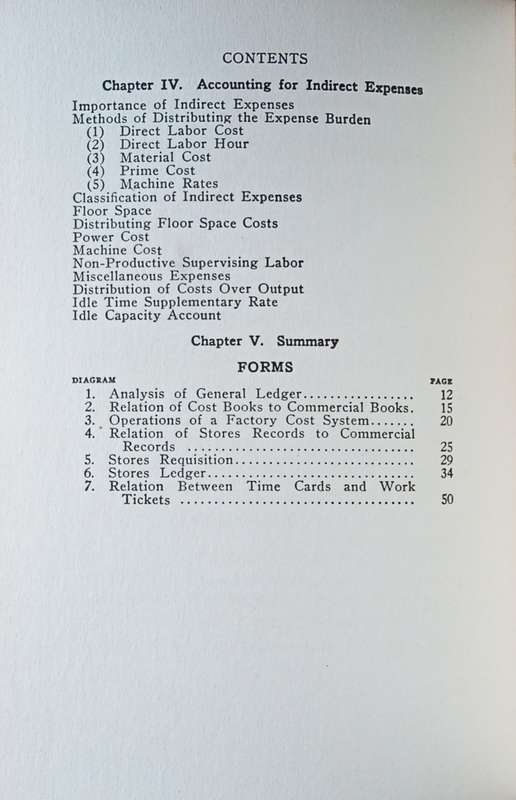 CONTENTS
Chapter IV. Accounting for Indirect Expenses
Importance of Indirect Expenses
Methods of Distributing the Expense Burden
(1) Direct Labor Cost
(2) Direct Labor Hour
(3) Material Cost
(4) Prime Cost
(5) Machine Rates
Classification of Indirect Expenses
Floor Space
Distributing Floor Space Costs
Power Cost
Machine Cost
Non-Productive Supervising Labor
Miscellaneous Expenses
Distribution of Costs Over Output
Idle Time Supplementary Rate
Idle Capacity Account
Chapter V. Summary
FORMS
DIAGRAM PAGE
1. Analysis of General Ledger................. 12
2. Relation of Cost Books to Commercial Books. 15
3. Operations of a Factory Cost System....... 20
4. Relation of Stores Records to Commercial
Records .................................. 25
5. Stores Requisition........................... 29
6. Stores Ledger............................... 34
7. Relation Between Time Cards and Work
Tickets ................................... 50